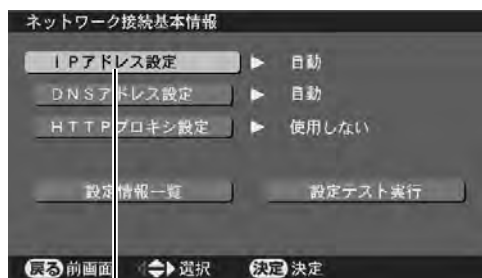 ネットワーク接続基本情報
IPアドレス設定 ▶ 自動
DNSアドレス設定 ▶ 自動
HTTPプロキシ設定 ▶ 使用しない
設定情報一覧 設定テスト実行
戻る 前画面 選択 決定 決定